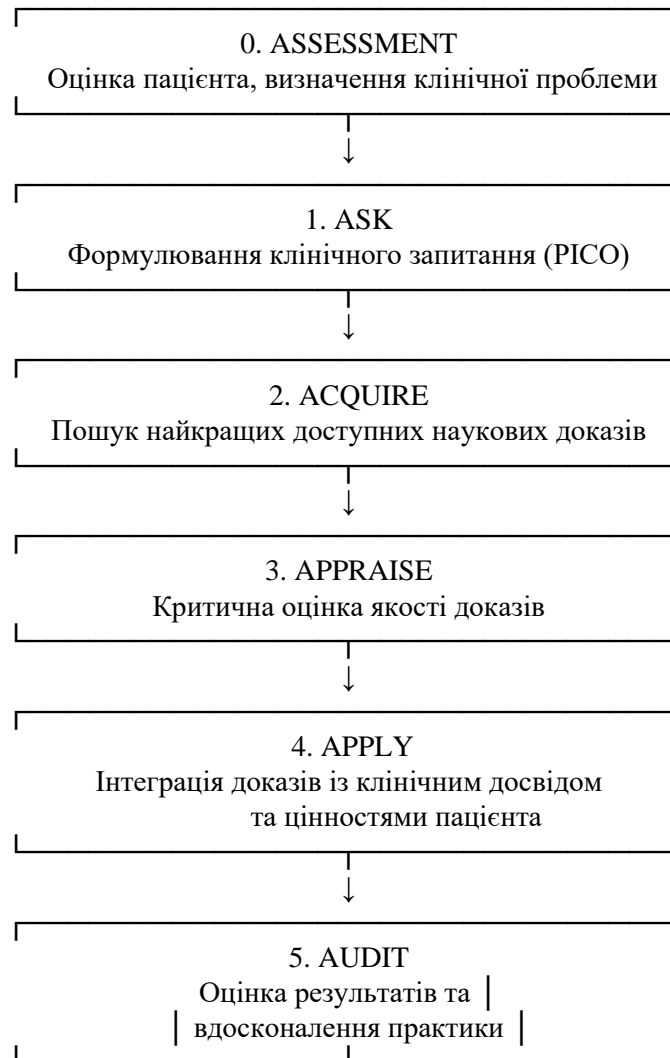 0. ASSESSMENT
Оцінка пацієнта, визначення клінічної проблеми
↓
1. ASK
Формулювання клінічного запитання (PICO)
↓
2. ACQUIRE
Пошук найкращих доступних наукових доказів
↓
3. APPRAISE
Критична оцінка якості доказів
↓
4. APPLY
Інтеграція доказів із клінічним досвідом
та цінностями пацієнта
↓
5. AUDIT
Оцінка результатів та │
│ вдосконалення практики │